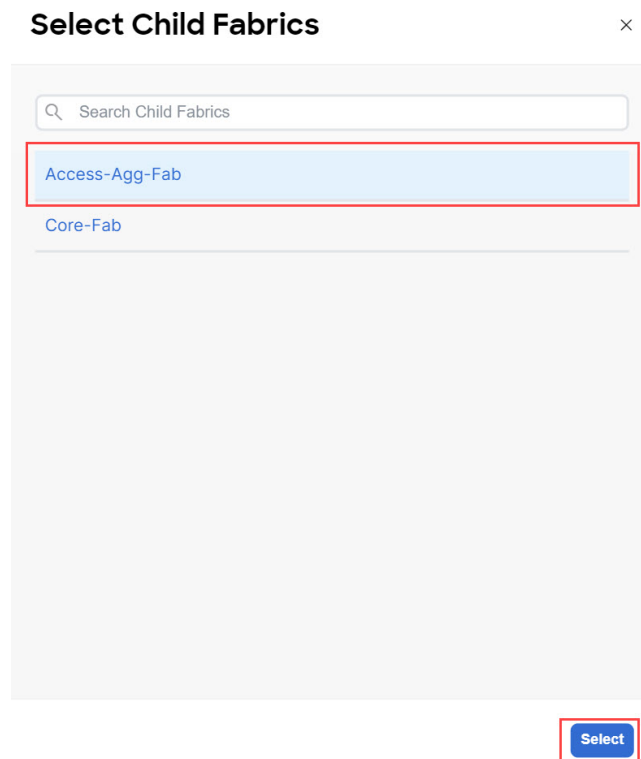 Select Child Fabrics
Search Child Fabrics
Access-Agg-Fab
Core-Fab
Select